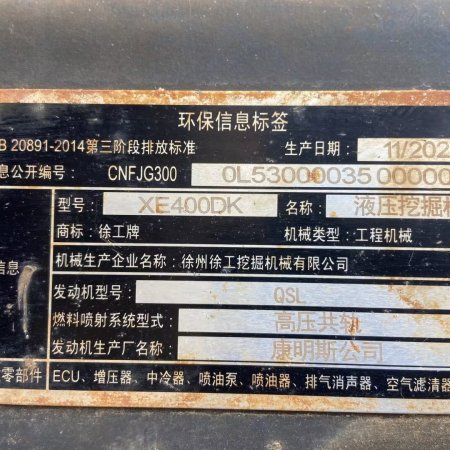 环保信息标签
B 20891-2014第三阶段排放标准 生产日期: 11/202
息公开编号: CNFJG300 0L53000035 00000
型号: XE400DK 名称: 液压挖掘机
商标: 徐工牌 机械类型: 工程机械
信息 机械生产企业名称: 徐州徐工挖掘机械有限公司
发动机型号 QSL
燃料喷射系统型式: 高压共轨
发动机生产厂名称: 康明斯公司
零部件 ECU、增压器、中冷器、喷油泵、喷油器、排气消声器、空气滤清器